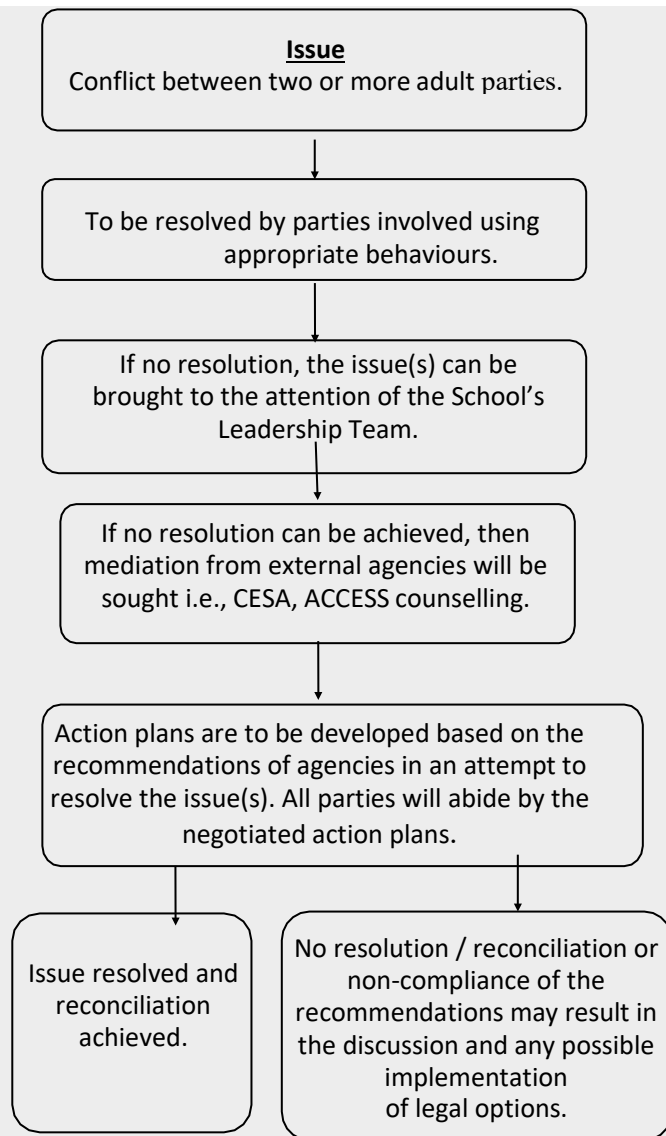 Issue
Conflict between two or more adult parties.
To be resolved by parties involved using
appropriate behaviours.
If no resolution, the issue(s) can be
brought to the attention of the School’s
Leadership Team.
If no resolution can be achieved, then
mediation from external agencies will be
sought i.e., CESA, ACCESS counselling.
Action plans are to be developed based on the
recommendations of agencies in an attempt to
resolve the issue(s). All parties will abide by the
negotiated action plans.
Issue resolved and
reconciliation
achieved.
No resolution / reconciliation or
non-compliance of the
recommendations may result in
the discussion and any possible
implementation
of legal options.